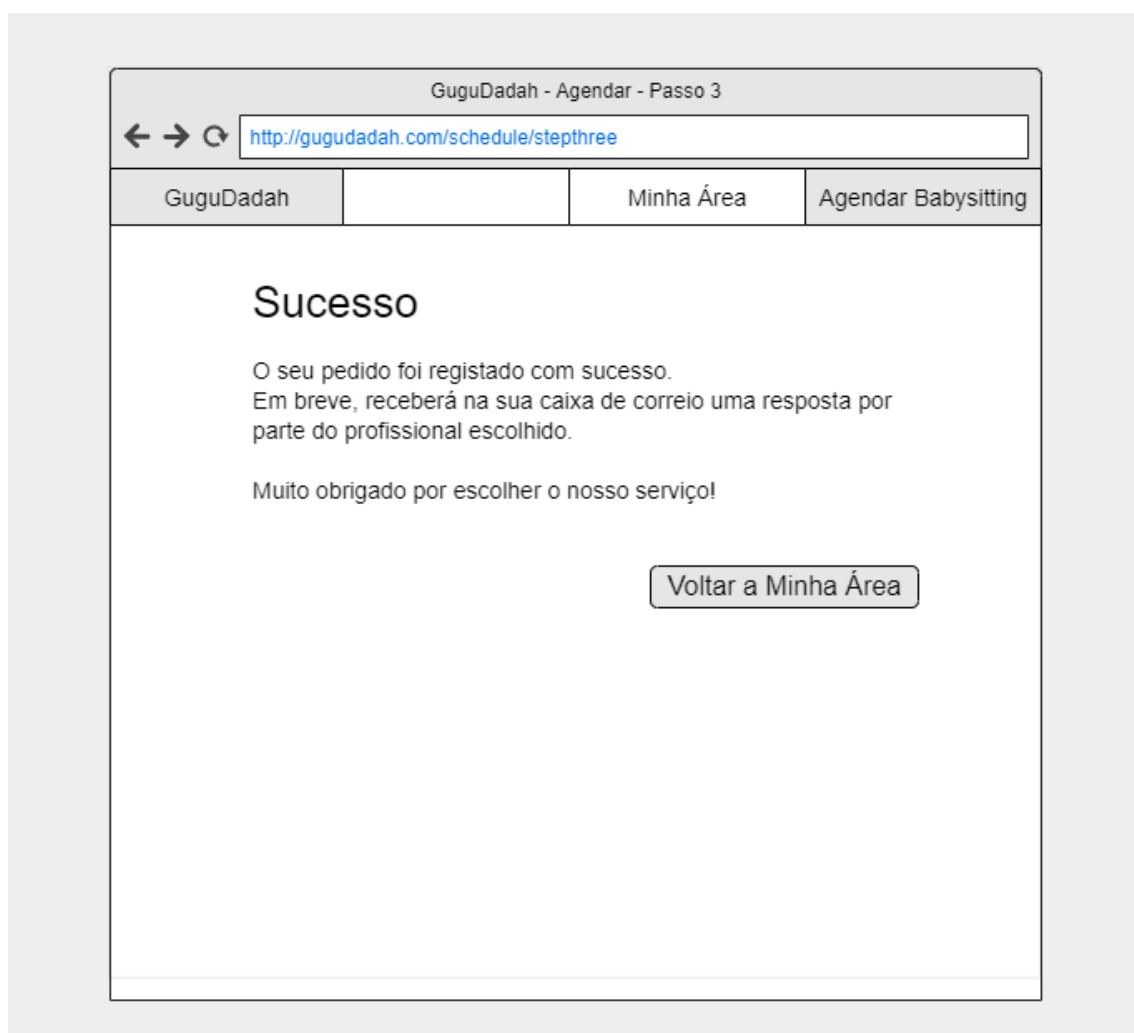 GuguDadah - Agendar - Passo 3
http://gugudadah.com/schedule/stepthree
GuguDadah
Minha Área
Agendar Babysitting
Sucesso
O seu pedido foi registado com sucesso.
Em breve, receberá na sua caixa de correio uma resposta por
parte do profissional escolhido.
Muito obrigado por escolher o nosso serviço!
Voltar a Minha Área